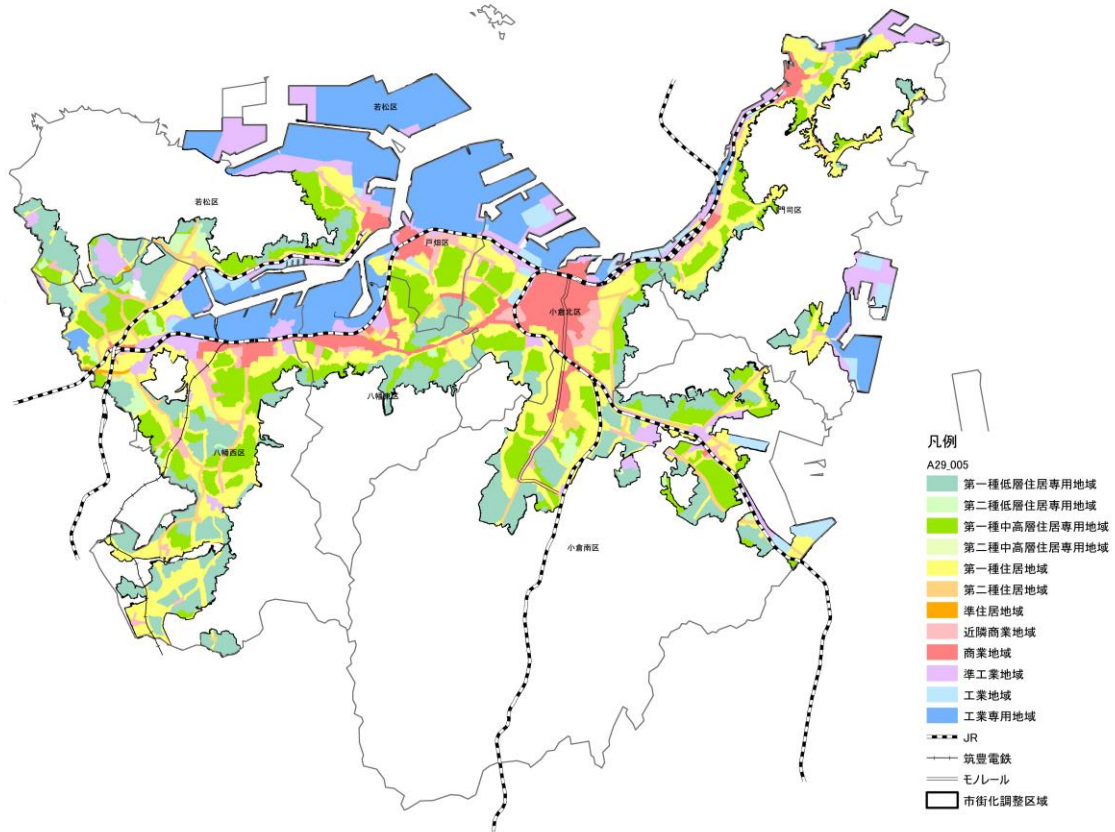 若松区
若松区
門司区
戸畑区
小倉北区
八幡東区
八幡西区
小倉南区
凡例
A29_005
第一種低層住居専用地域
第二種低層住居専用地域
第一種中高層住居専用地域
第二種中高層住居専用地域
第一種住居地域
第二種住居地域
準住居地域
近隣商業地域
商業地域
準工業地域
工業地域
工業専用地域
JR
筑豊電鉄
モノレール
市街化調整区域